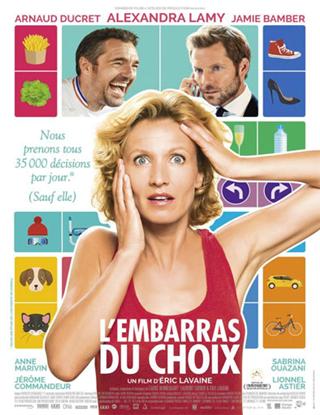 ARNAUD DUCRET ALEXANDRA LAMY JAMIE BAMBER
Nous
prenons tous
35 000 décisions
par jour.*
(Sauf elle)
L'EMBARRAS
DU CHOIX
UN FILM D'ÉRIC LAVAINE
ANNE
MARIVIN
JÉRÔME
COMMANDEUR
SABRINA
OUAZANI
LIONNEL
ASTIER